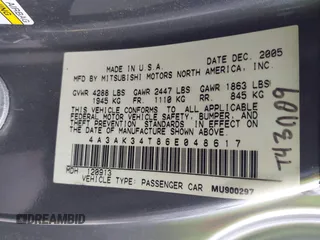 AIRBAG
MADE IN U.S.A. DATE DEC. 2005
MFD BY MITSUBISHI MOTORS NORTH AMERICA, INC.
GVWR 4288 LBS GAWR 2447 LBS GAWR 1863 LBS
1945 KG FR. 1110 KG RR. 845 KG
THIS VEHICLE CONFORMS TO ALL APPLICABLE
FEDERAL MOTOR VEHICLE SAFETY, BUMPER, AND
THEFT PREVENTION STANDARDS IN EFFECT ON THE
DATE OF MANUFACTURE SHOWN ABOVE.
4A3AK34T86E048617
RDH 120913
VEHICLE TYPE: PASSENGER CAR MU900297
DREAMBID